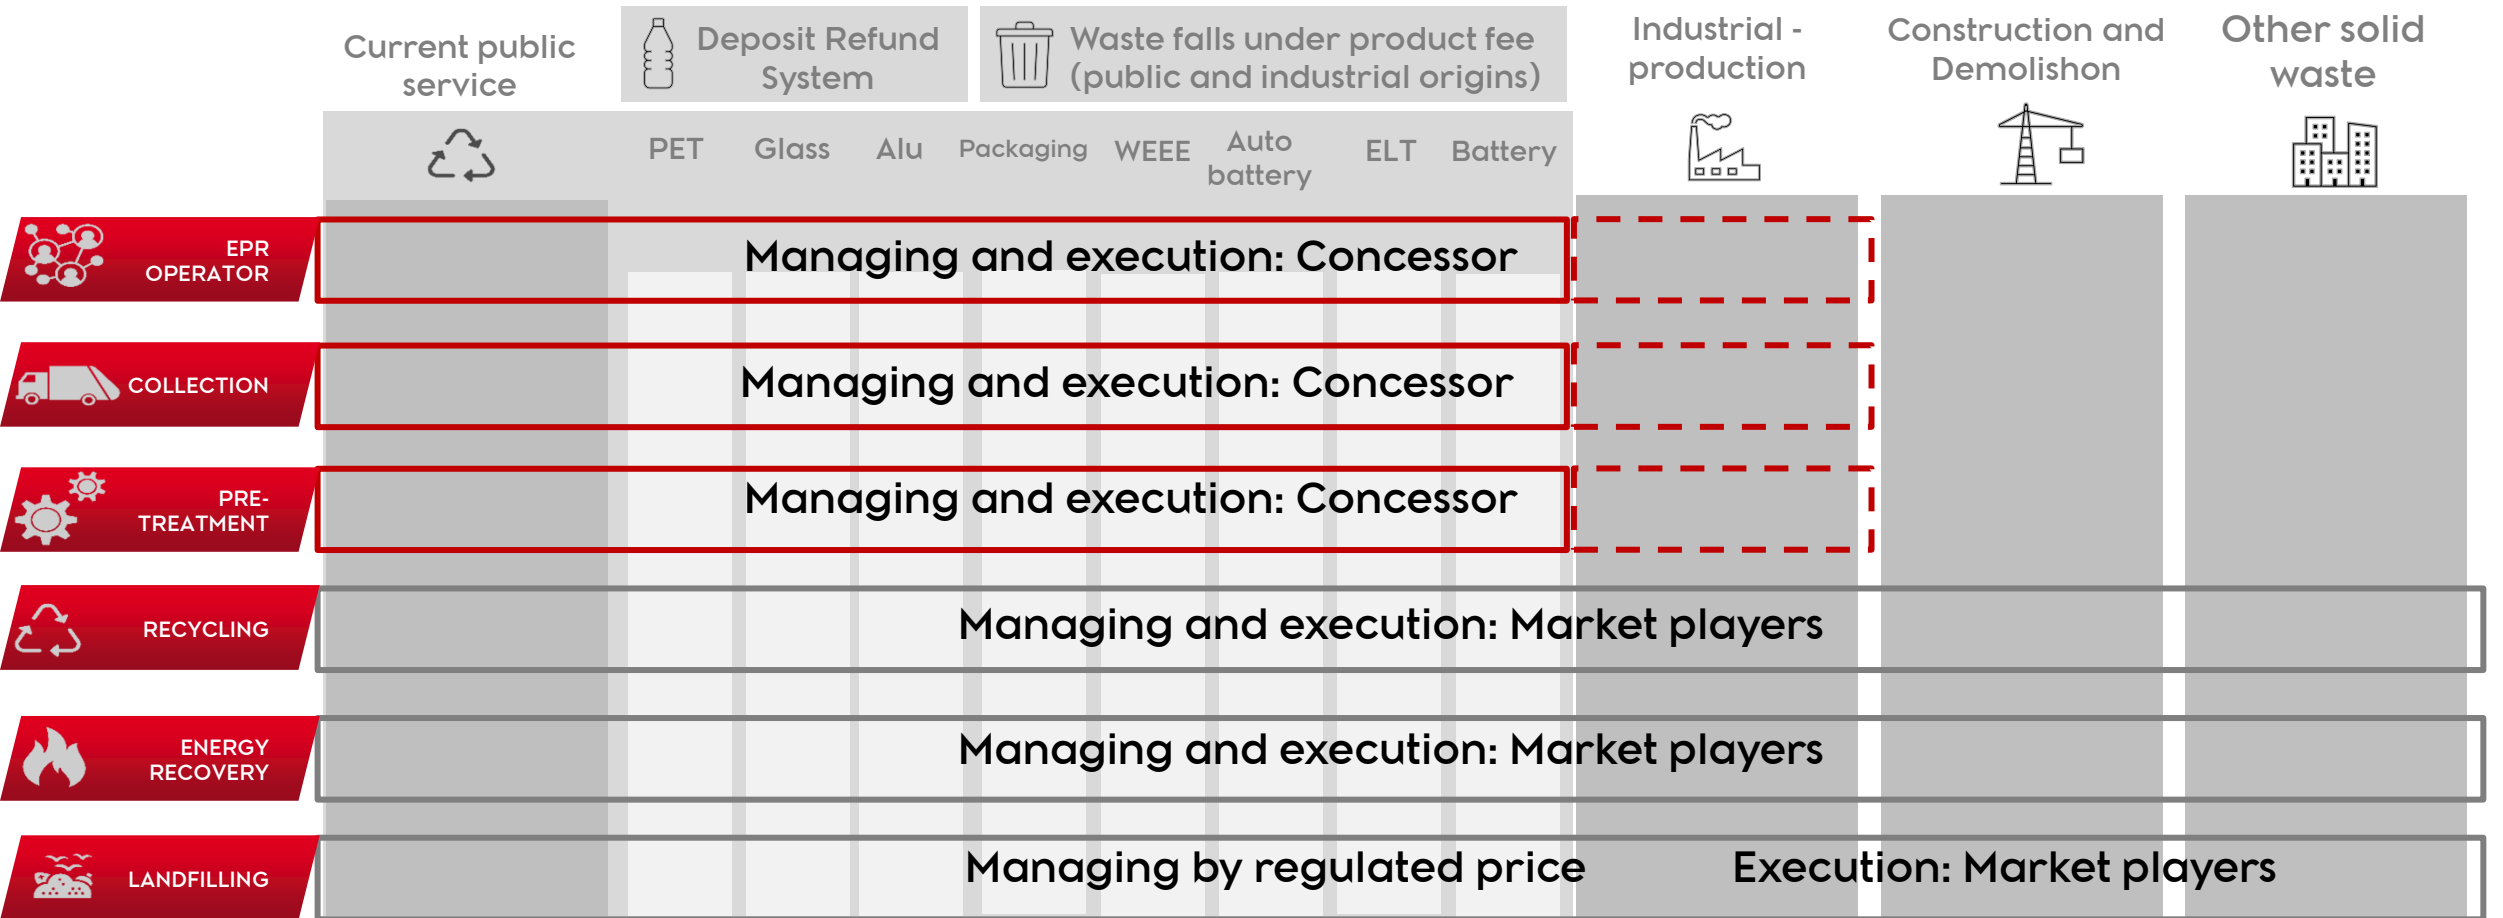 Current public
service
Deposit Refund
System
Waste falls under product fee
(public and industrial origins)
Industrial -
production
Construction and
Demolishon
Other solid
waste
PET
Glass
Alu
Packaging
WEEE
Auto
battery
ELT
Battery
EPR
OPERATOR
Managing and execution: Concessor
COLLECTION
Managing and execution: Concessor
PRE-
TREATMENT
Managing and execution: Concessor
RECYCLING
Managing and execution: Market players
ENERGY
RECOVERY
Managing and execution: Market players
LANDFILLING
Managing by regulated price
Execution: Market players